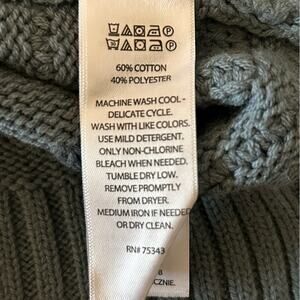 60% COTTON
40% POLYESTER
MACHINE WASH COOL -
DELICATE CYCLE.
WASH WITH LIKE COLORS.
USE MILD DETERGENT.
ONLY NON-CHLORINE
BLEACH WHEN NEEDED.
TUMBLE DRY LOW.
REMOVE PROMPTLY
FROM DRYER.
MEDIUM IRON IF NEEDED
OR DRY CLEAN.
RN# 75343
8
CZNIE.